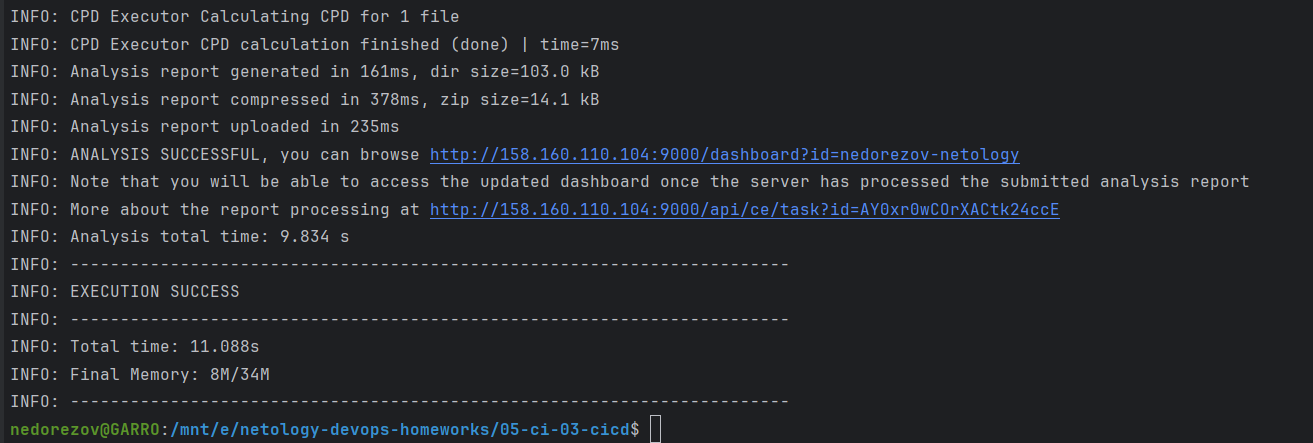 INFO: CPD Executor Calculating CPD for 1 file
INFO: CPD Executor CPD calculation finished (done) | time=7ms
INFO: Analysis report generated in 161ms, dir size=103.0 kB
INFO: Analysis report compressed in 378ms, zip size=14.1 kB
INFO: Analysis report uploaded in 235ms
INFO: ANALYSIS SUCCESSFUL, you can browse http://158.160.110.104:9000/dashboard?id=nedorezov-netology
INFO: Note that you will be able to access the updated dashboard once the server has processed the submitted analysis report
INFO: More about the report processing at http://158.160.110.104:9000/api/ce/task?id=AY0xr0wCOrXACtk24ccE
INFO: Analysis total time: 9.834 s
INFO: ------------------------------------------------------------------------
INFO: EXECUTION SUCCESS
INFO: ------------------------------------------------------------------------
INFO: Total time: 11.088s
INFO: Final Memory: 8M/34M
INFO: ------------------------------------------------------------------------
nedorezov@GARRO:/mnt/e/netology-devops-homeworks/05-ci-03-cicd$